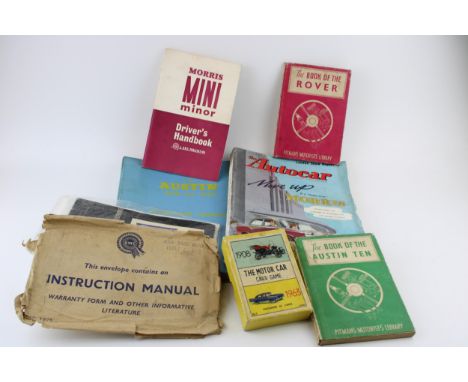 MORRIS
MINI
minor
Driver's
Handbook
The BOOK OF THE
ROVER
PITMAN'S MOTORISTS LIBRARY
AUSTIN
Autocar
MORRIS
This envelope contains an
INSTRUCTION MANUAL
WARRANTY FORM AND OTHER INFORMATIVE
LITERATURE
1908
THE MOTOR CAR
CARD GAME
1968
The BOOK OF THE
AUSTIN TEN
PITMANS MOTORISTS LIBRARY